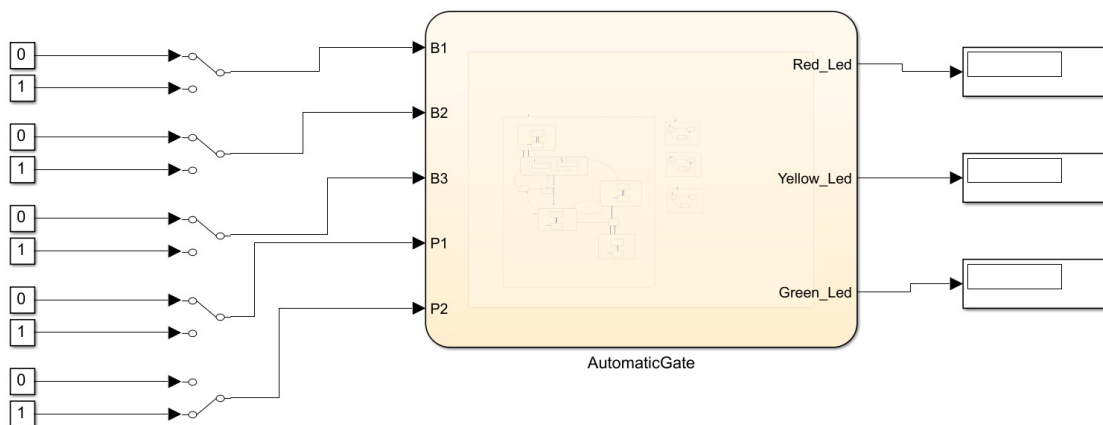 0
1
B1
0
1
B2
0
1
B3
0
1
P1
0
1
P2
Red_Led
Yellow_Led
Green_Led
AutomaticGate